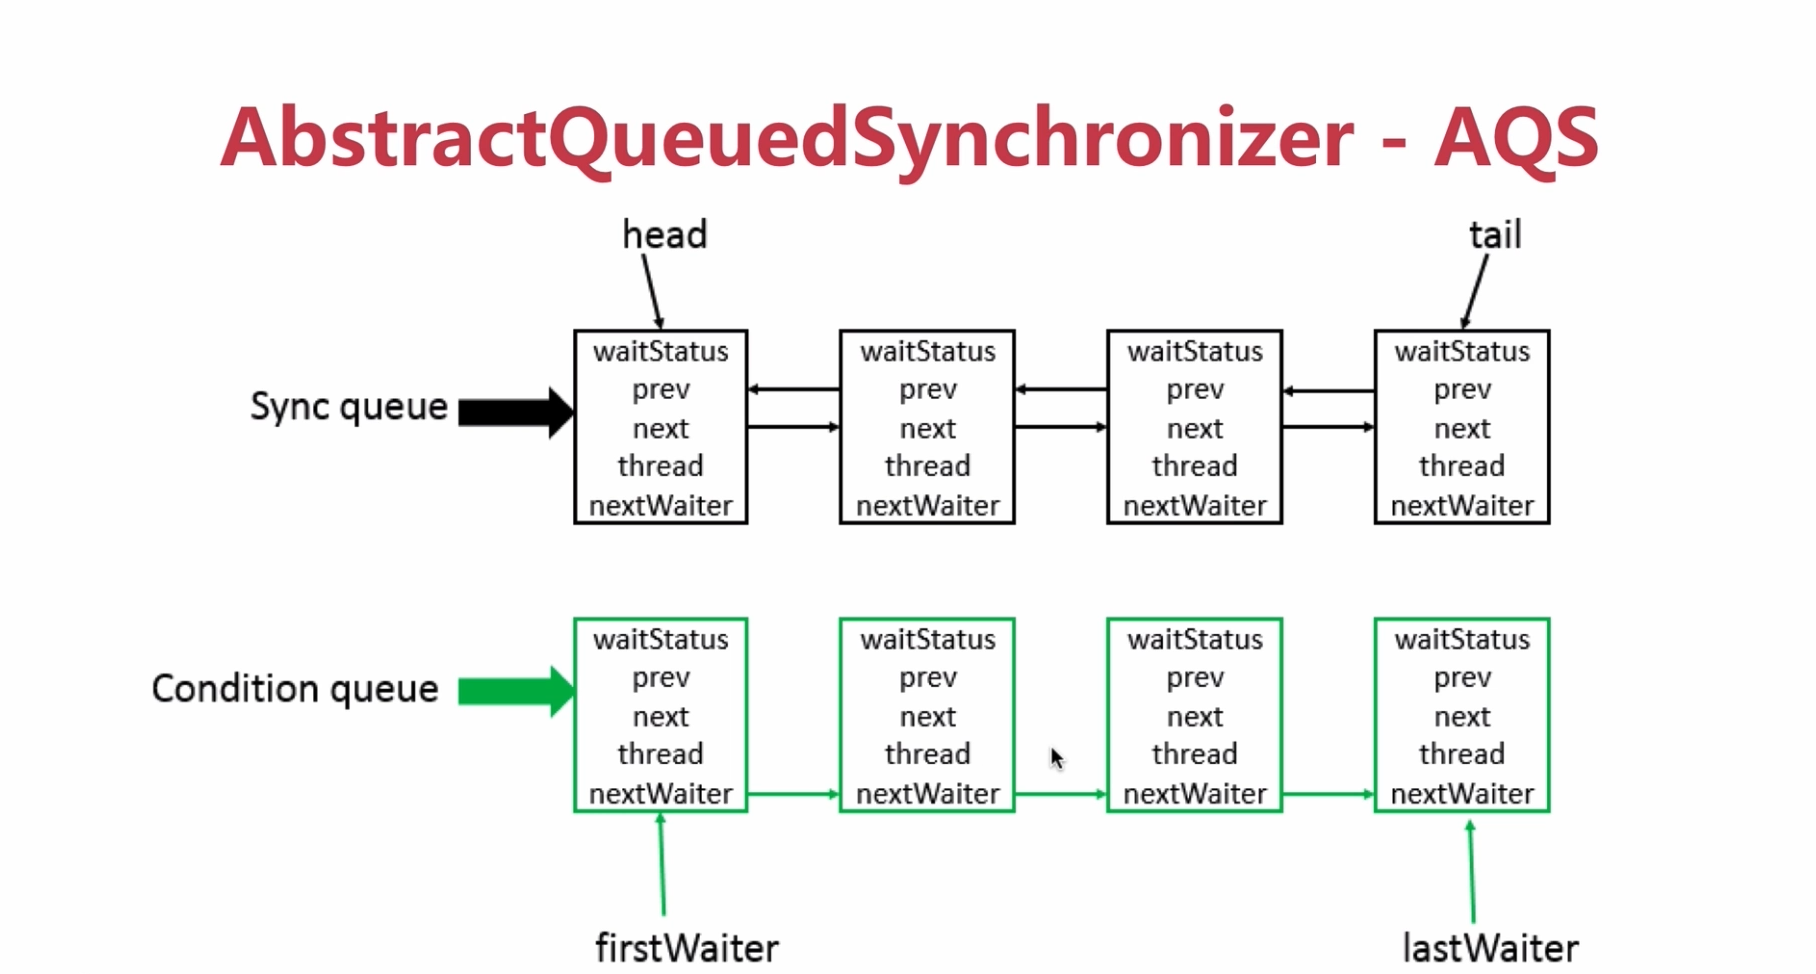 AbstractQueuedSynchronizer - AQS
head
tail
Sync queue
waitStatus
prev
next
thread
nextWaiter
waitStatus
prev
next
thread
nextWaiter
waitStatus
prev
next
thread
nextWaiter
waitStatus
prev
next
thread
nextWaiter
Condition queue
waitStatus
prev
next
thread
nextWaiter
waitStatus
prev
next
thread
nextWaiter
waitStatus
prev
next
thread
nextWaiter
waitStatus
prev
next
thread
nextWaiter
firstWaiter
lastWaiter